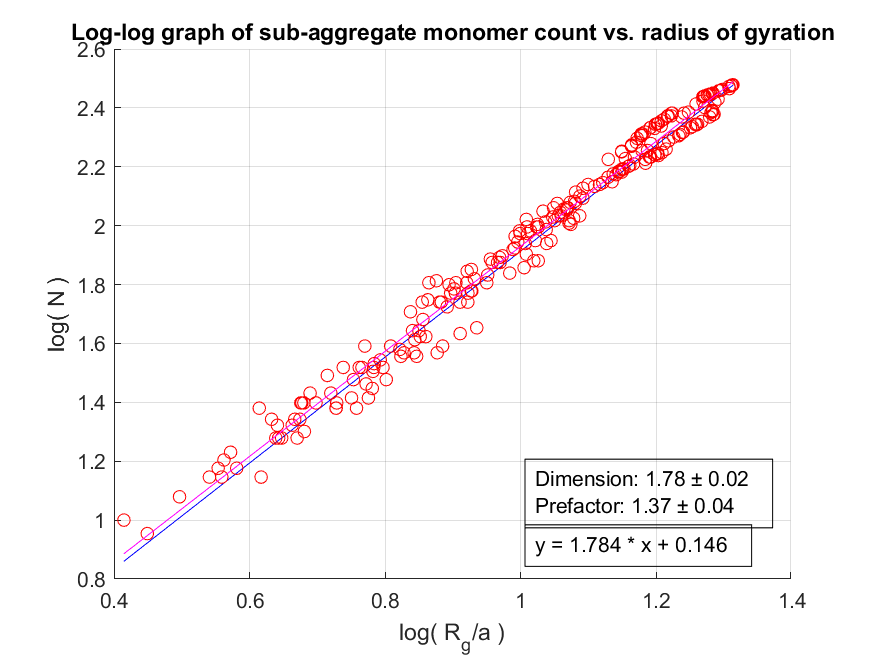 Log-log graph of sub-aggregate monomer count vs. radius of gyration
2.6
2.4
2.2
2
1.8
1.6
1.4
1.2
1
0.8
log( N )
Dimension: 1.78 ± 0.02
Prefactor: 1.37 ± 0.04
y = 1.784 * x + 0.146
0.4 0.6 0.8 1 1.2 1.4
log( R_g/a )